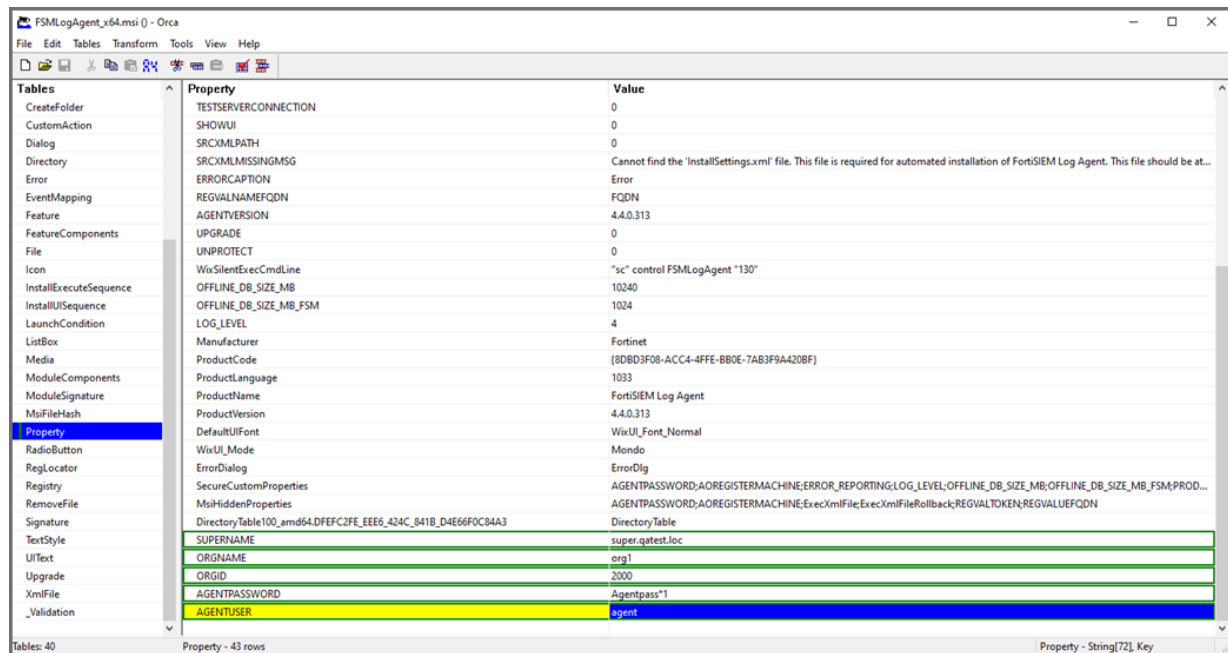 FSMLogAgent_x64.msi () - Orca
File Edit Tables Transform Tools View Help
Tables Property Value
CreateFolder TESTSERVERCONNECTION 0
CustomAction SHOWUI 0
Dialog SRCXMLPATH 0
Directory SRCXMLMISSINGMSG Cannot find the 'InstallSettings.xml' file. This file is required for automated installation of FortiSIEM Log Agent. This file should be at...
Error ERRORCAPTION Error
EventMapping REGVALNAMEFQDN FQDN
Feature AGENTVERSION 4.4.0.313
FeatureComponents UPGRADE 0
File UNPROTECT 0
Icon WixSilentExecCmdLine "sc" control FSMLogAgent "130"
InstallExecuteSequence OFFLINE_DB_SIZE_MB 10240
InstallUISequence OFFLINE_DB_SIZE_MB_FSM 1024
LaunchCondition LOG_LEVEL 4
ListBox Manufacturer Fortinet
Media ProductCode {8DBD3F08-ACC4-4FFE-BB0E-7AB3F9A420BF}
ModuleComponents ProductLanguage 1033
ModuleSignature ProductName FortiSIEM Log Agent
MsiFileHash ProductVersion 4.4.0.313
Property DefaultUIFont WixUI_Font_Normal
RadioButton WixUI_Mode Mondo
RegLocator ErrorDialog ErrorDlg
Registry SecureCustomProperties AGENTPASSWORD;AOREGISTERMACHINE;ERROR_REPORTING;LOG_LEVEL;OFFLINE_DB_SIZE_MB;OFFLINE_DB_SIZE_MB_FSM;PROD...
RemoveFile MsiHiddenProperties AGENTPASSWORD;AOREGISTERMACHINE;ExecXmlFile;ExecXmlFileRollback;REGVALTOKEN;REGVALUEFQDN
Signature DirectoryTable100_amd64.DFEFC2FE_EEE6_424C_841B_D4E66F0C84A3 DirectoryTable
TextStyle SUPERNAME super.qatest.loc
UIText ORGNAME org1
Upgrade ORGID 2000
XmlFile AGENTPASSWORD Agentpass*1
_Validation AGENTUSER agent
Tables: 40 Property - 43 rows Property - String[72], Key